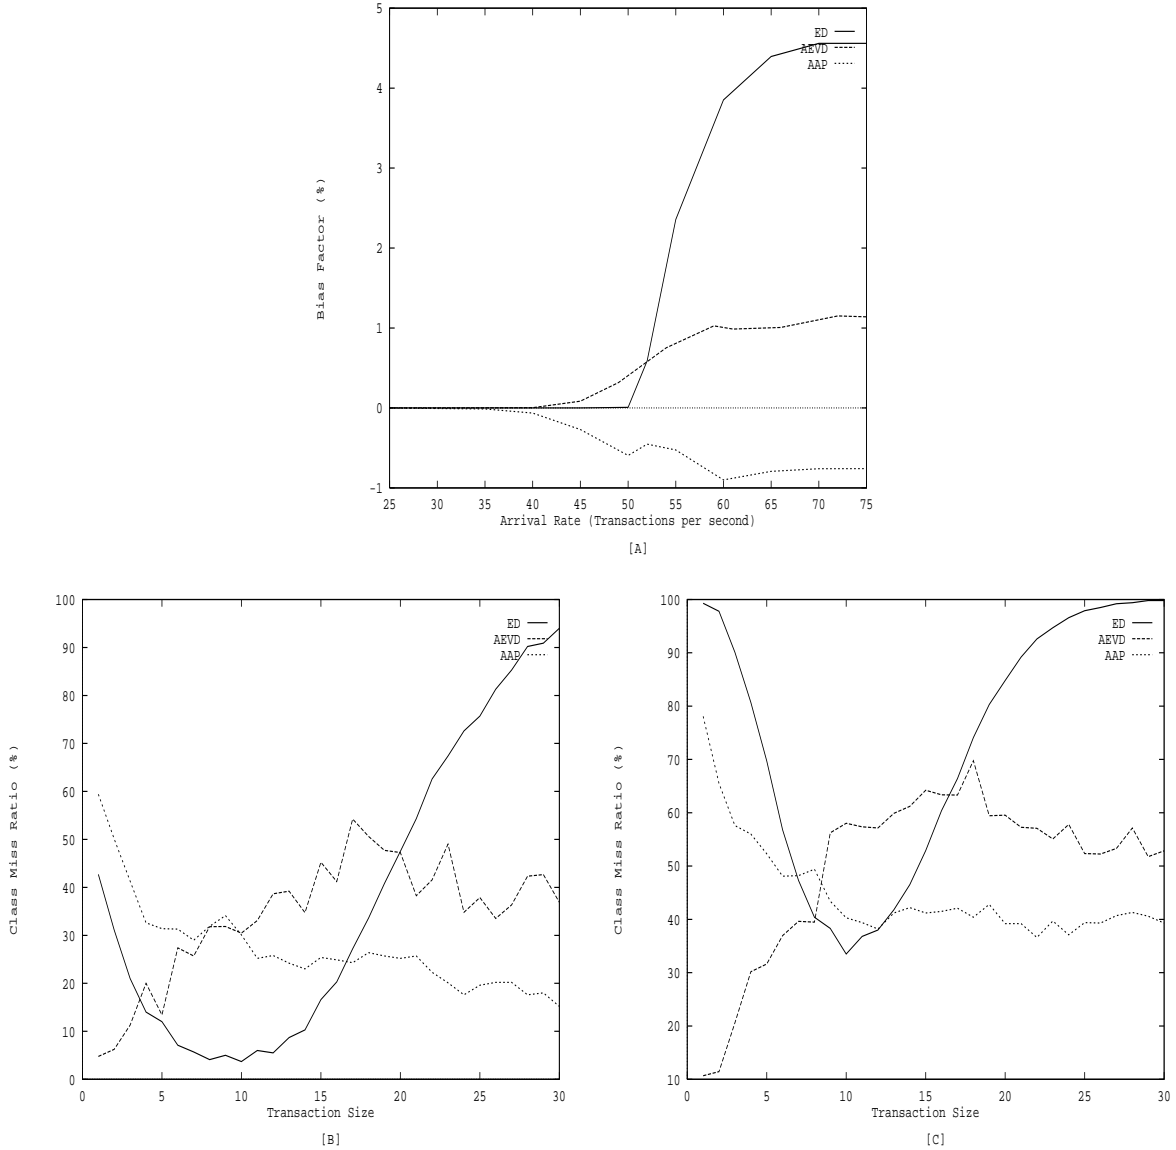 5
ED
AEVD
AAP
4
3
2
1
0
-1
Bias Factor (%)
25 30 35 40 45 50 55 60 65 70 75
Arrival Rate (Transactions per second)
[A]
100
ED
AEVD
AAP
90
80
70
60
50
40
30
20
10
0
Class Miss Ratio (%)
0 5 10 15 20 25 30
Transaction Size
[B]
100
ED
AEVD
AAP
90
80
70
60
50
40
30
20
10
Class Miss Ratio (%)
0 5 10 15 20 25 30
Transaction Size
[C]